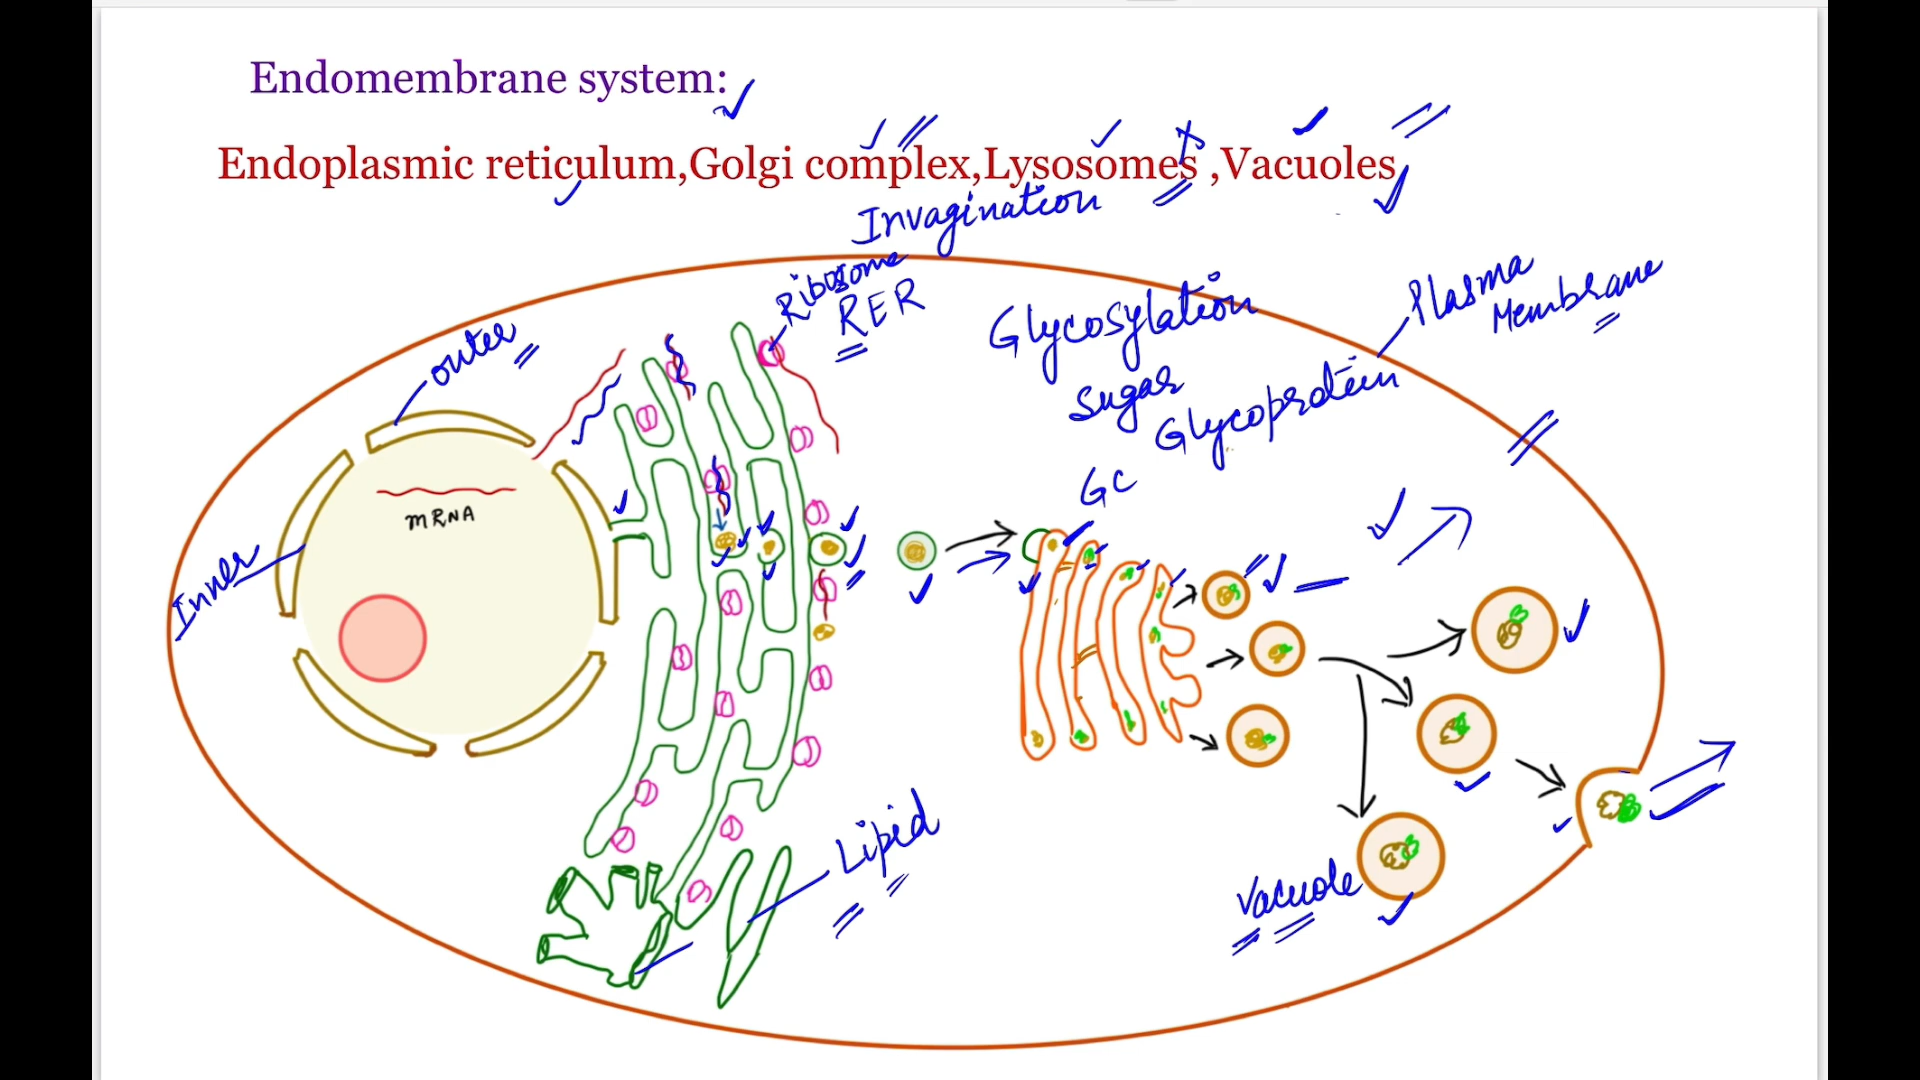 Endomembrane system:
Endoplasmic reticulum,Golgi complex,Lysosomes ,Vacuoles
Invagination
Ribosome
RER
outer
Glycosylation
Sugar
Glycoprotein
Plasma
Membrane
GC
mRNA
Inner
Lipid
Vacuole